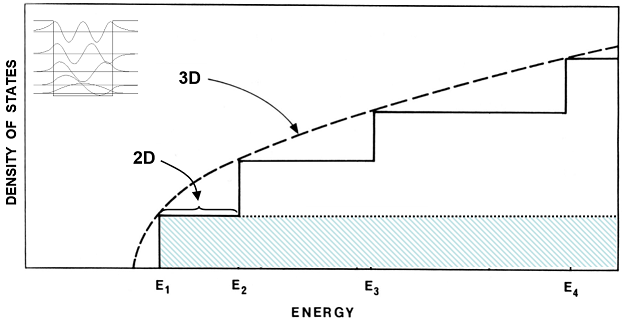 3D
2D
DENSITY OF STATES
E1 E2 E3 E4
ENERGY